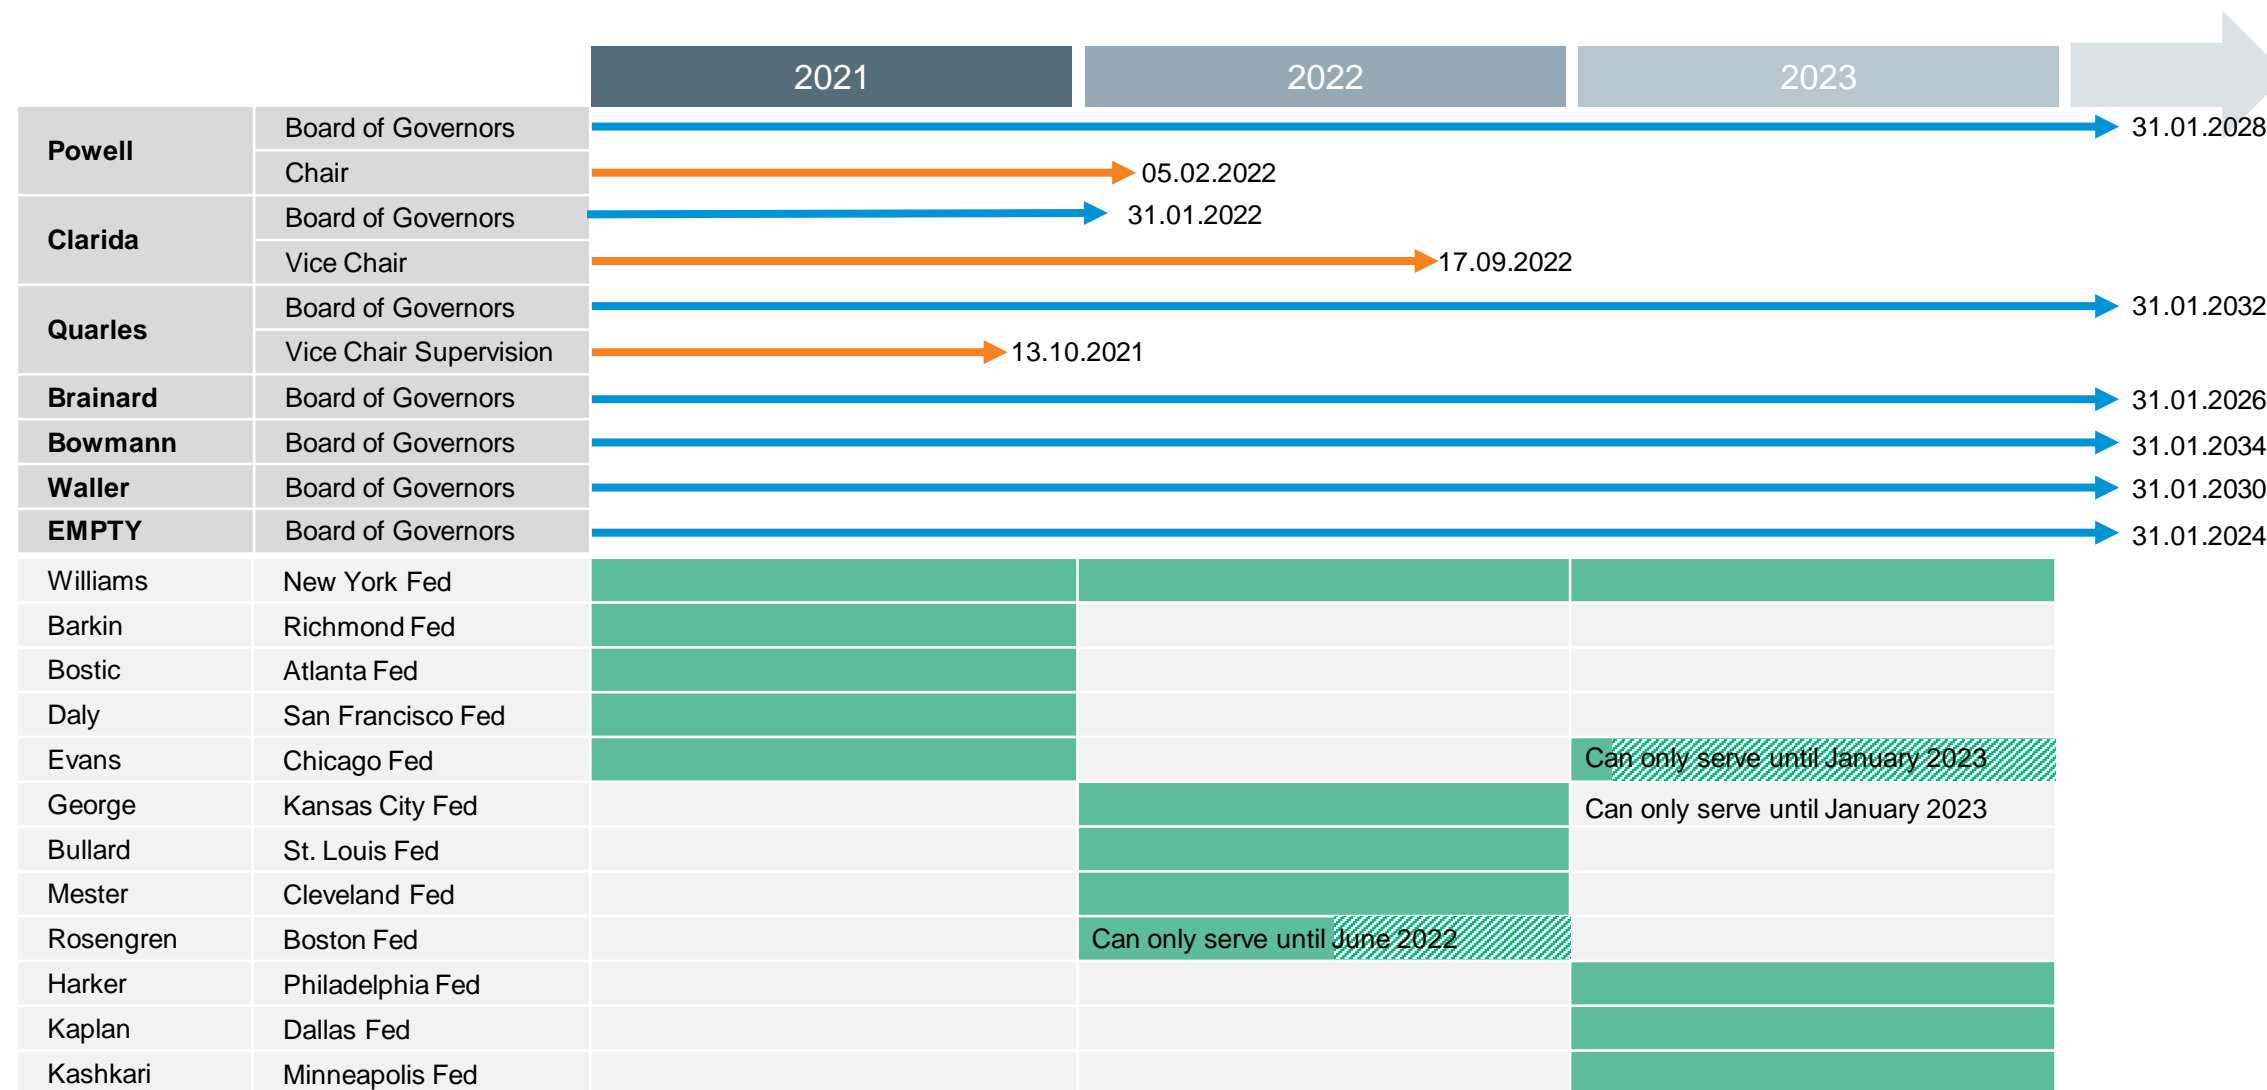 2021 2022 2023
Powell
Board of Governors 31.01.2028
Chair 05.02.2022
Clarida
Board of Governors 31.01.2022
Vice Chair 17.09.2022
Quarles
Board of Governors 31.01.2032
Vice Chair Supervision 13.10.2021
Brainard Board of Governors 31.01.2026
Bowmann Board of Governors 31.01.2034
Waller Board of Governors 31.01.2030
EMPTY Board of Governors 31.01.2024
Williams New York Fed
Barkin Richmond Fed
Bostic Atlanta Fed
Daly San Francisco Fed
Evans Chicago Fed Can only serve until January 2023
George Kansas City Fed Can only serve until January 2023
Bullard St. Louis Fed
Mester Cleveland Fed
Rosengren Boston Fed Can only serve until June 2022
Harker Philadelphia Fed
Kaplan Dallas Fed
Kashkari Minneapolis Fed